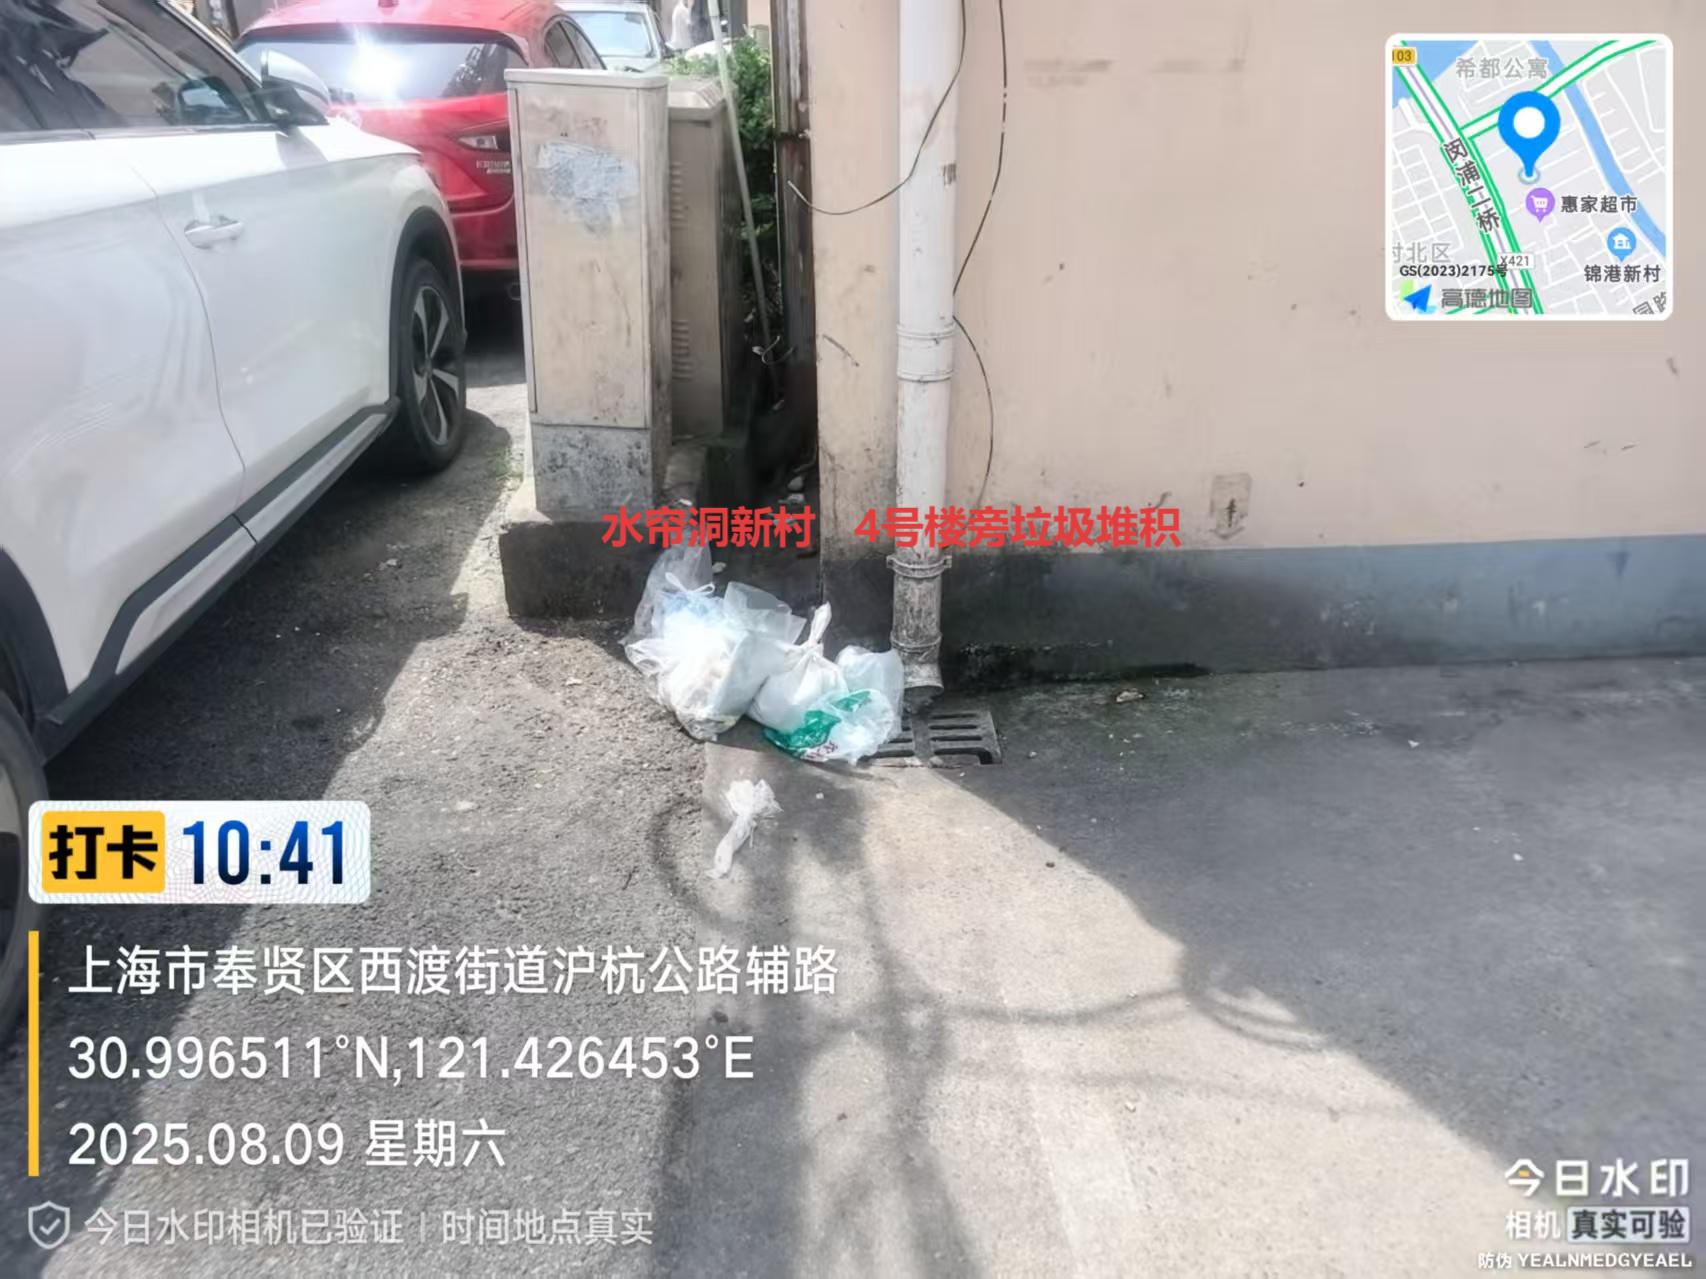 103
希都公寓
闵浦二桥
惠家超市
村北区
X421
GS(2023)2175号
锦港新村
高德地图
水帘洞新村 4号楼旁垃圾堆积
打卡 10:41
上海市奉贤区西渡街道沪杭公路辅路
30.996511°N,121.426453°E
2025.08.09 星期六
今日水印相机已验证 | 时间地点真实
今日水印
相机 真实可验
防伪 YEALNMEDGYEAEL